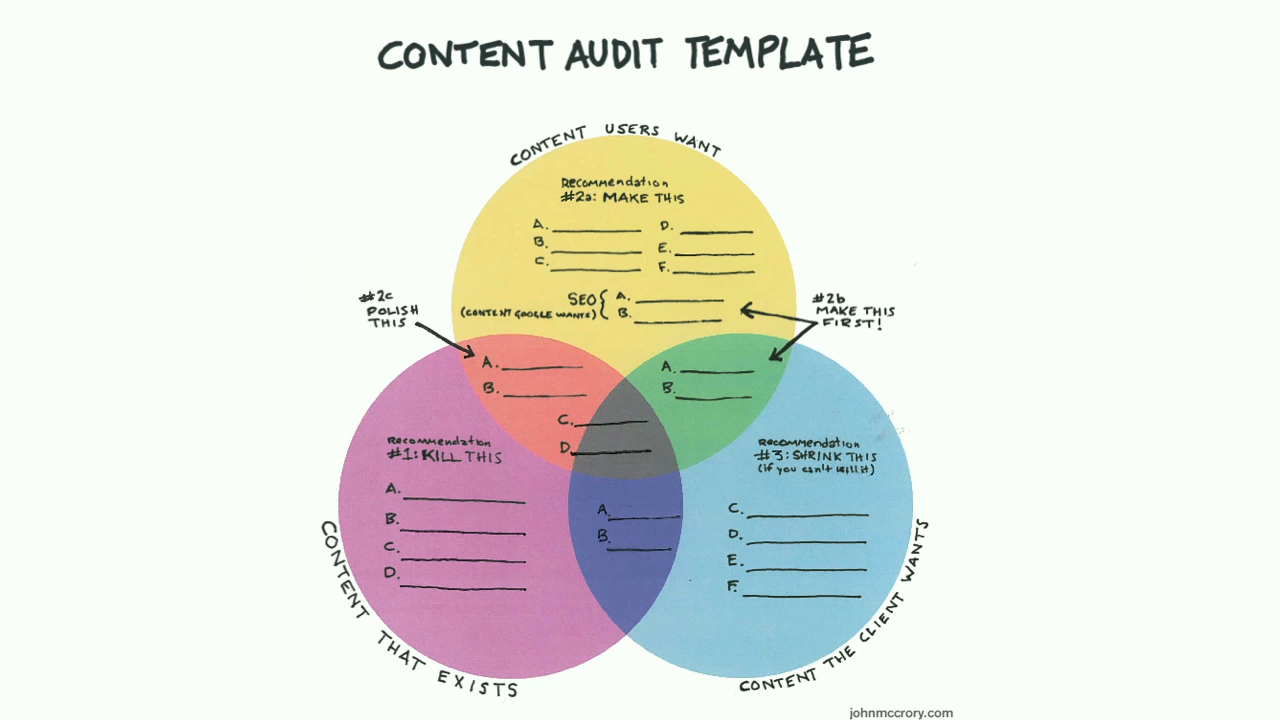 CONTENT AUDIT TEMPLATE
CONTENT USERS WANT
Recommendation
#2a: MAKE THIS
A.
B.
C.
D.
E.
F.
SEO { A.
(CONTENT GOOGLE WANTS) B.
#2c
POLISH
THIS
#2b
MAKE THIS
FIRST!
A.
B.
C.
D.
A.
B.
Recommendation
#1: KILL THIS
A.
B.
C.
D.
A.
B.
Recommendation
#3: SHRINK THIS
(if you can't kill it)
C.
D.
E.
F.
CONTENT THAT EXISTS
CONTENT THE CLIENT WANTS
johnmccrory.com